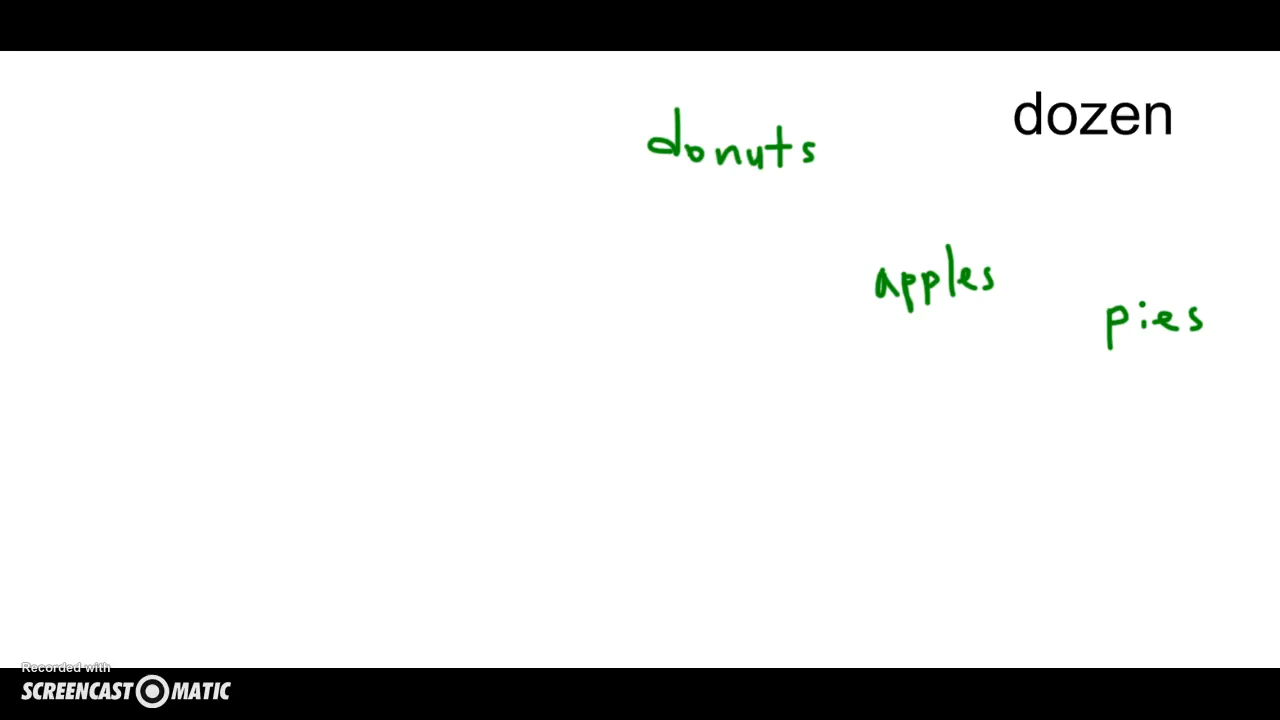 dozen
donuts
apples
pies
Recorded with
SCREENCAST MATIC